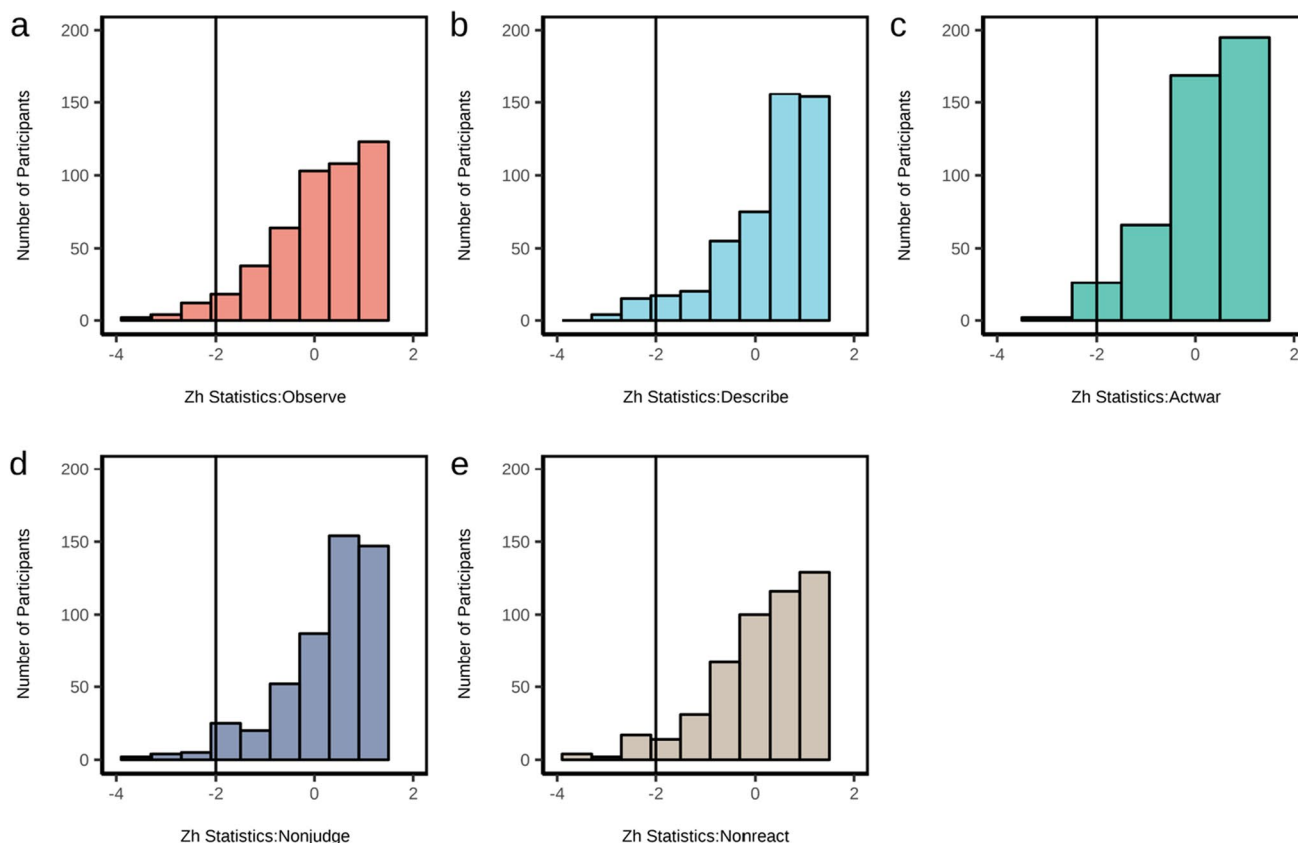 a
200
150
100
50
0
Number of Participants
-4 -2 0 2
Zh Statistics:Observe
b
200
150
100
50
0
Number of Participants
-4 -2 0 2
Zh Statistics:Describe
c
200
150
100
50
0
Number of Participants
-4 -2 0 2
Zh Statistics:Actwar
d
200
150
100
50
0
Number of Participants
-4 -2 0 2
Zh Statistics:Nonjudge
e
200
150
100
50
0
Number of Participants
-4 -2 0 2
Zh Statistics:Nonreact